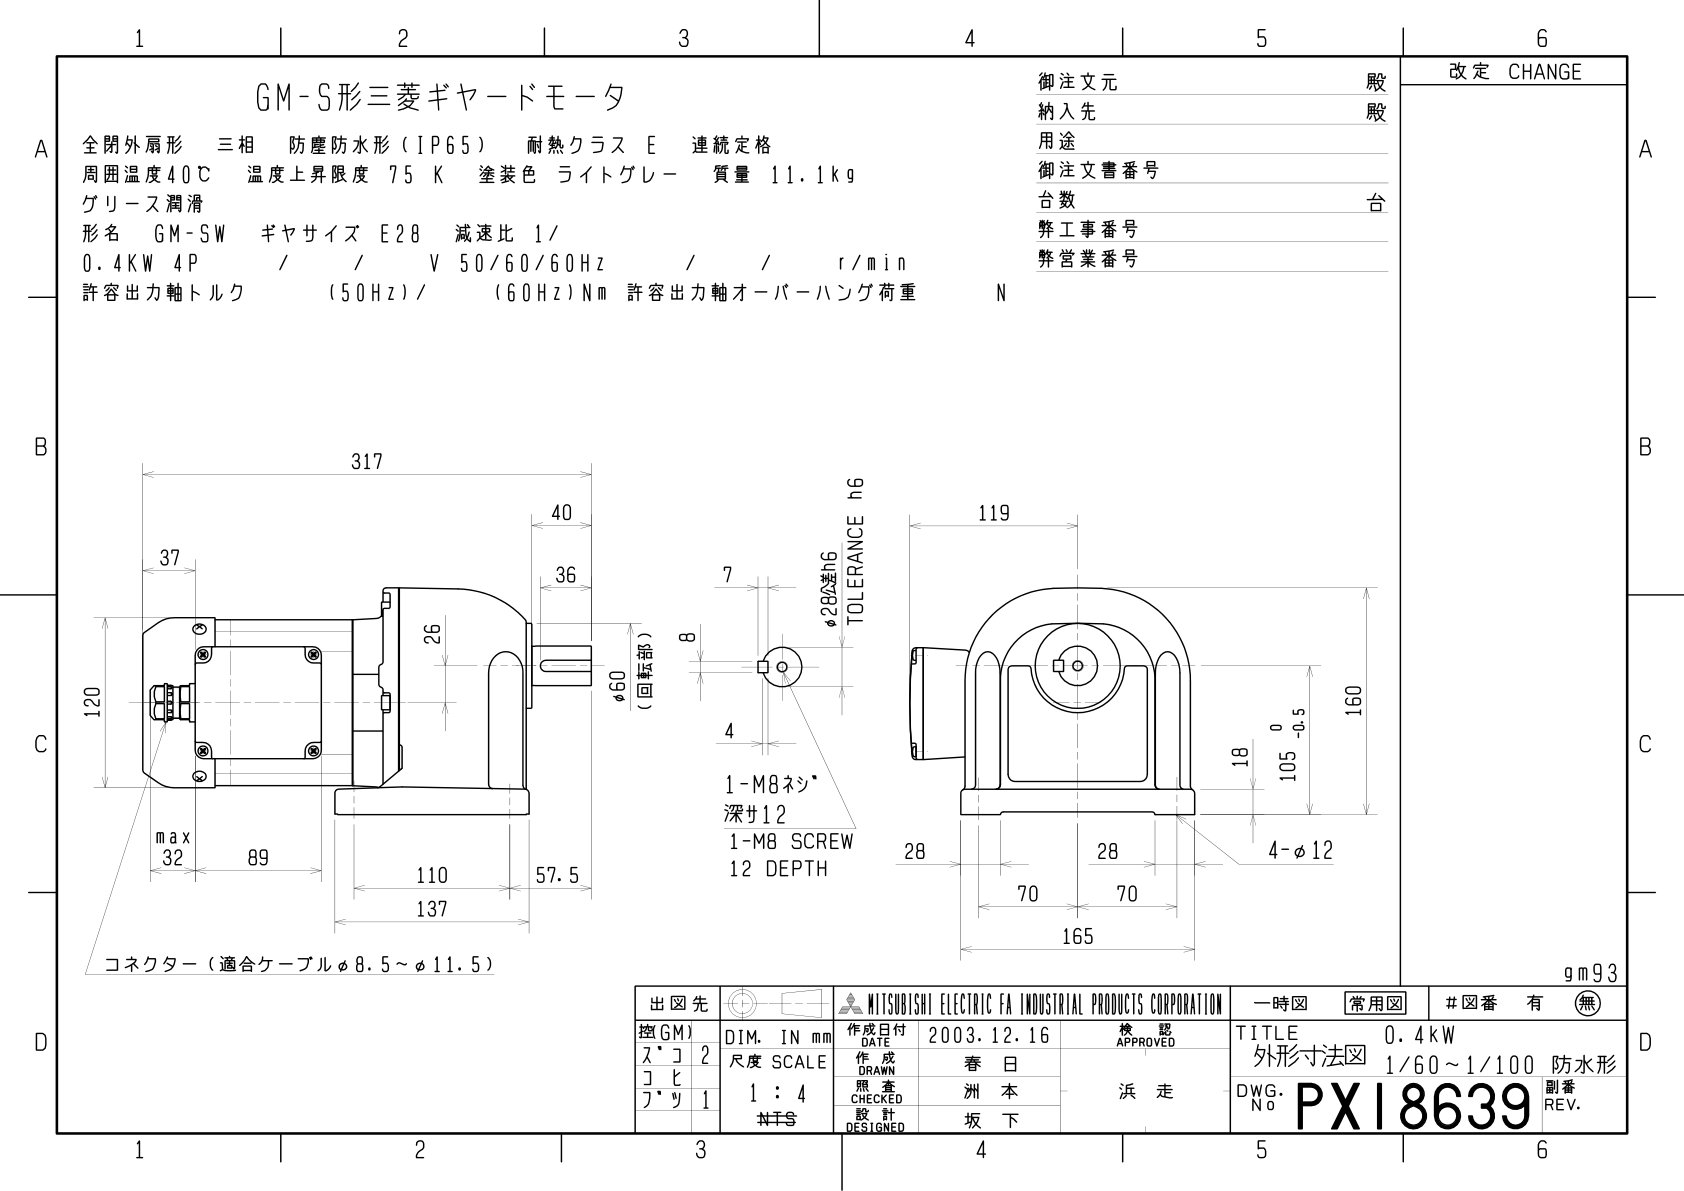 1 2 3 4 5 6
改定 CHANGE
GM-S形三菱ギヤードモータ
全閉外扇形 三相 防塵防水形(IP65) 耐熱クラス E 連続定格
周囲温度40℃ 温度上昇限度 75 K 塗装色 ライトグレー 質量 11.1kg
グリース潤滑
形名 GM-SW ギヤサイズ E28 減速比 1/
0.4KW 4P / / V 50/60/60Hz / / r/min
許容出力軸トルク (50Hz)/ (60Hz)Nm 許容出力軸オーバーハング荷重 N
御注文元 殿
納入先 殿
用途
御注文書番号
台数 台
弊工事番号
弊営業番号
A A
B B
C C
D D
317
40
37
36
26
120
φ60
(回転部)
max
32
89
110
57.5
137
コネクター(適合ケーブルφ8.5~φ11.5)
7
8
4
φ28公差h6
TOLERANCE h6
1-M8ネジ
深サ12
1-M8 SCREW
12 DEPTH
119
160
18
105 0 -0.5
28
28
4-φ12
70
70
165
gm93
出図先
控(GM)
ズコ 2
コヒ
ブツ 1
DIM. IN mm
尺度 SCALE
1 : 4
NTS
MITSUBISHI ELECTRIC FA INDUSTRIAL PRODUCTS CORPORATION
作成日付 DATE 2003.12.16
作成 DRAWN 春日
照査 CHECKED 洲本
設計 DESIGNED 坂下
検認 APPROVED
浜走
一時図 常用図 #図番 有 無
TITLE 0.4kW
外形寸法図 1/60~1/100 防水形
DWG. No PX18639 副番 REV.
1 2 3 4 5 6